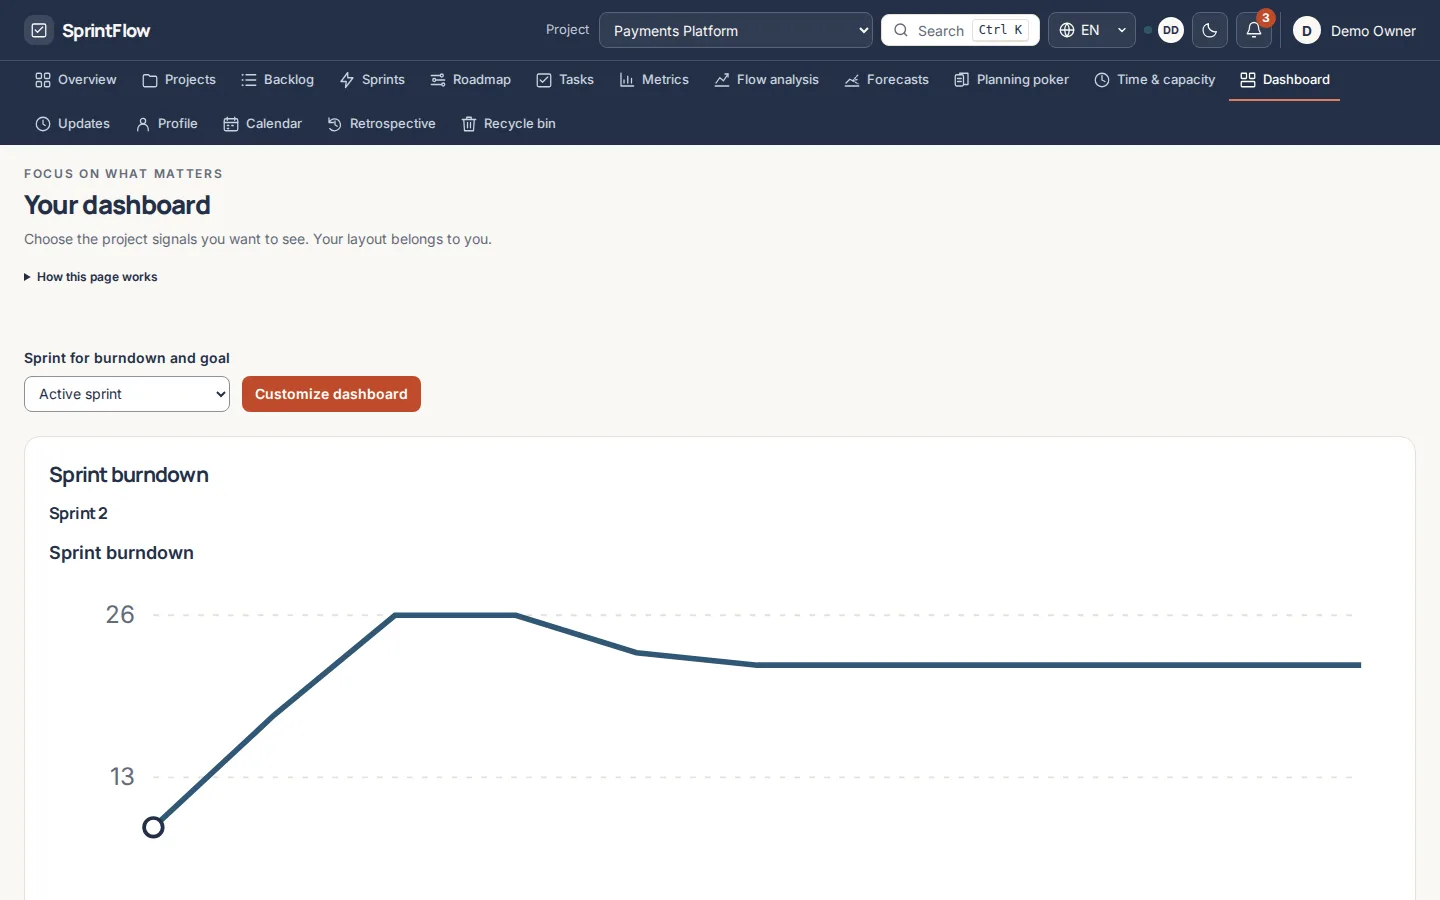 SprintFlow
Project
Payments Platform
Search Ctrl K
EN
DD
3
D
Demo Owner
Overview
Projects
Backlog
Sprints
Roadmap
Tasks
Metrics
Flow analysis
Forecasts
Planning poker
Time & capacity
Dashboard
Updates
Profile
Calendar
Retrospective
Recycle bin
FOCUS ON WHAT MATTERS
Your dashboard
Choose the project signals you want to see. Your layout belongs to you.
How this page works
Sprint for burndown and goal
Active sprint
Customize dashboard
Sprint burndown
Sprint 2
Sprint burndown
26
13